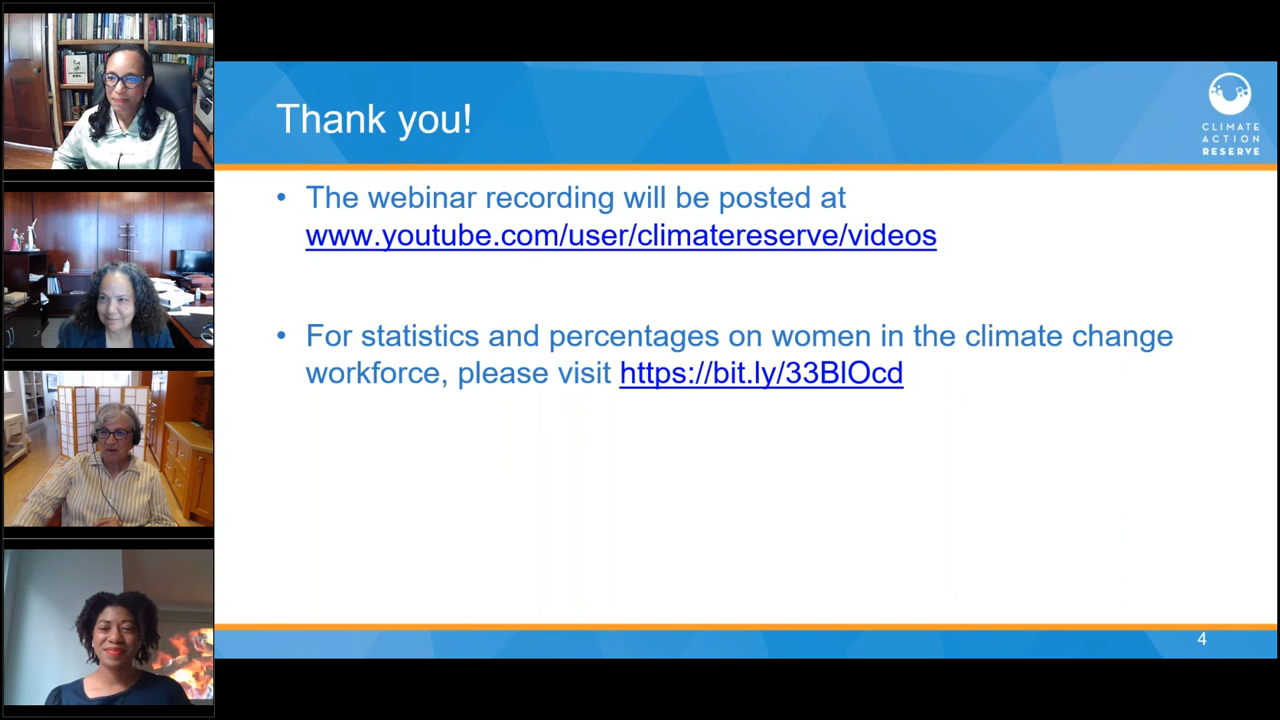 Thank you!
CLIMATE
ACTION
RESERVE
• The webinar recording will be posted at
www.youtube.com/user/climatereserve/videos
• For statistics and percentages on women in the climate change
workforce, please visit https://bit.ly/33BlOcd
4